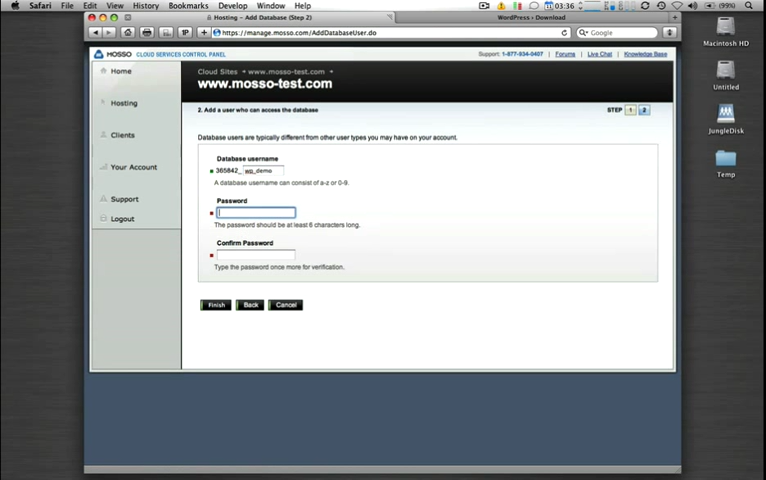 Safari File Edit View History Bookmarks Develop Window Help 03:36 (99%)
Hosting – Add Database (Step 2) WordPress › Download
https://manage.mosso.com/AddDatabaseUser.do Google
MOSSO CLOUD SERVICES CONTROL PANEL Support: 1-877-934-0407 | Forums | Live Chat | Knowledge Base
Home
Hosting
Clients
Your Account
Support
Logout
Cloud Sites www.mosso-test.com
www.mosso-test.com
2. Add a user who can access the database STEP 1 2
Database users are typically different from other user types you may have on your account.
Database username
365842_ wp_demo
A database username can consist of a-z or 0-9.
Password
The password should be at least 6 characters long.
Confirm Password
Type the password once more for verification.
Finish Back Cancel
Macintosh HD
Untitled
JungleDisk
Temp